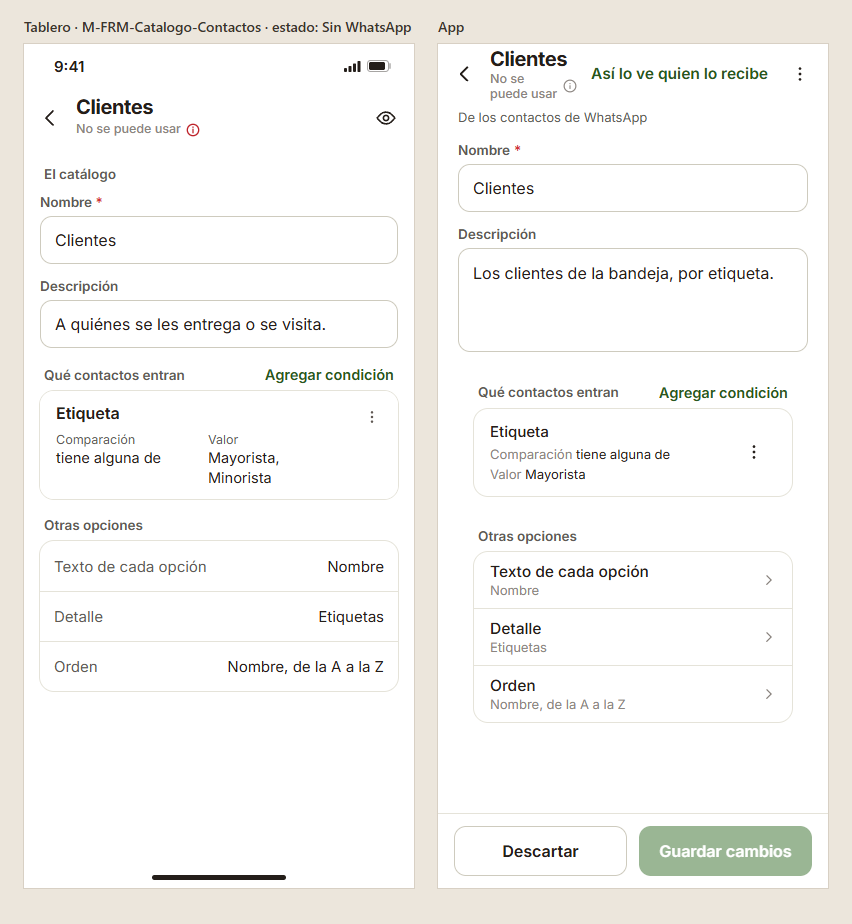 Tablero · M-FRM-Catalogo-Contactos · estado: Sin WhatsApp
9:41
Clientes
No se puede usar
El catálogo
Nombre *
Clientes
Descripción
A quiénes se les entrega o se visita.
Qué contactos entran
Agregar condición
Etiqueta
Comparación
Valor
tiene alguna de
Mayorista,
Minorista
Otras opciones
Texto de cada opción
Nombre
Detalle
Etiquetas
Orden
Nombre, de la A a la Z
App
Clientes
No se
puede usar
Así lo ve quien lo recibe
De los contactos de WhatsApp
Nombre *
Clientes
Descripción
Los clientes de la bandeja, por etiqueta.
Qué contactos entran
Agregar condición
Etiqueta
Comparación tiene alguna de
Valor Mayorista
Otras opciones
Texto de cada opción
Nombre
Detalle
Etiquetas
Orden
Nombre, de la A a la Z
Descartar
Guardar cambios